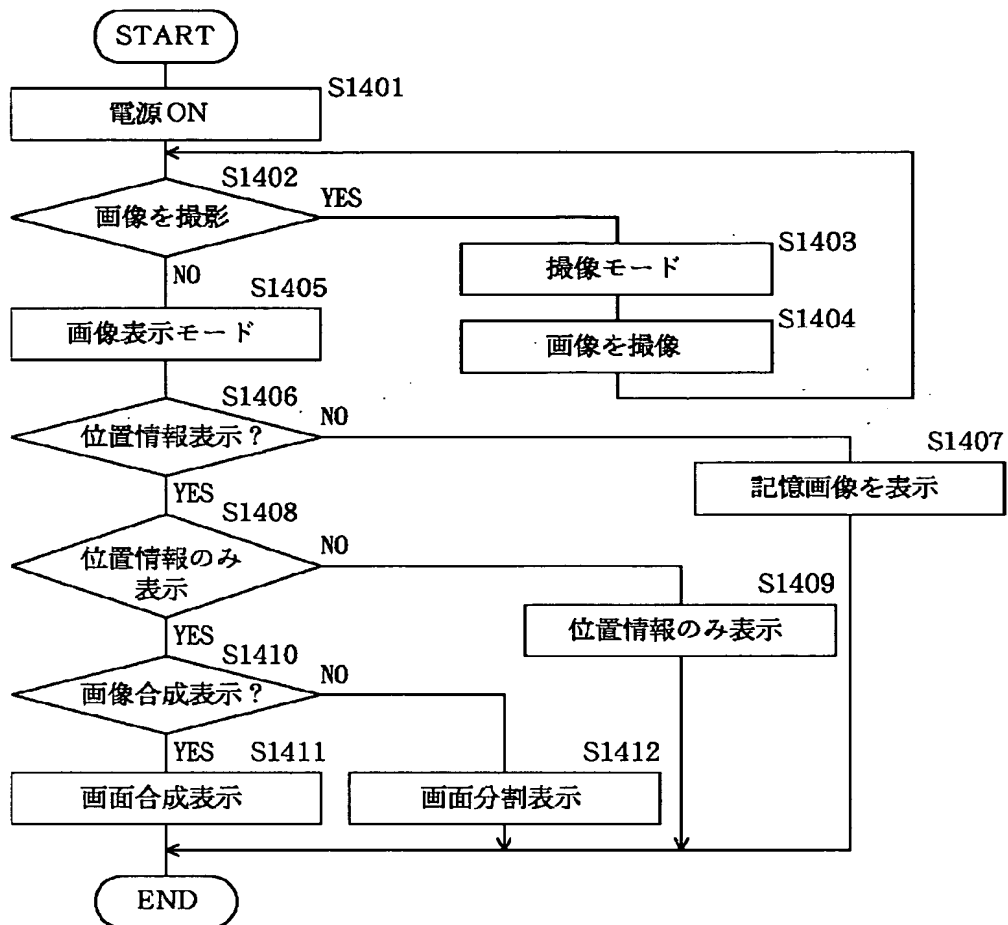 START
S1401
電源ON
S1402
画像を撮影
YES
S1403
撮像モード
NO
S1405
S1404
画像表示モード
画像を撮像
S1406
位置情報表示？
NO
S1407
記憶画像を表示
YES
S1408
位置情報のみ
表示
NO
S1409
位置情報のみ表示
YES
S1410
画像合成表示？
NO
YES
S1411
S1412
画面合成表示
画面分割表示
END